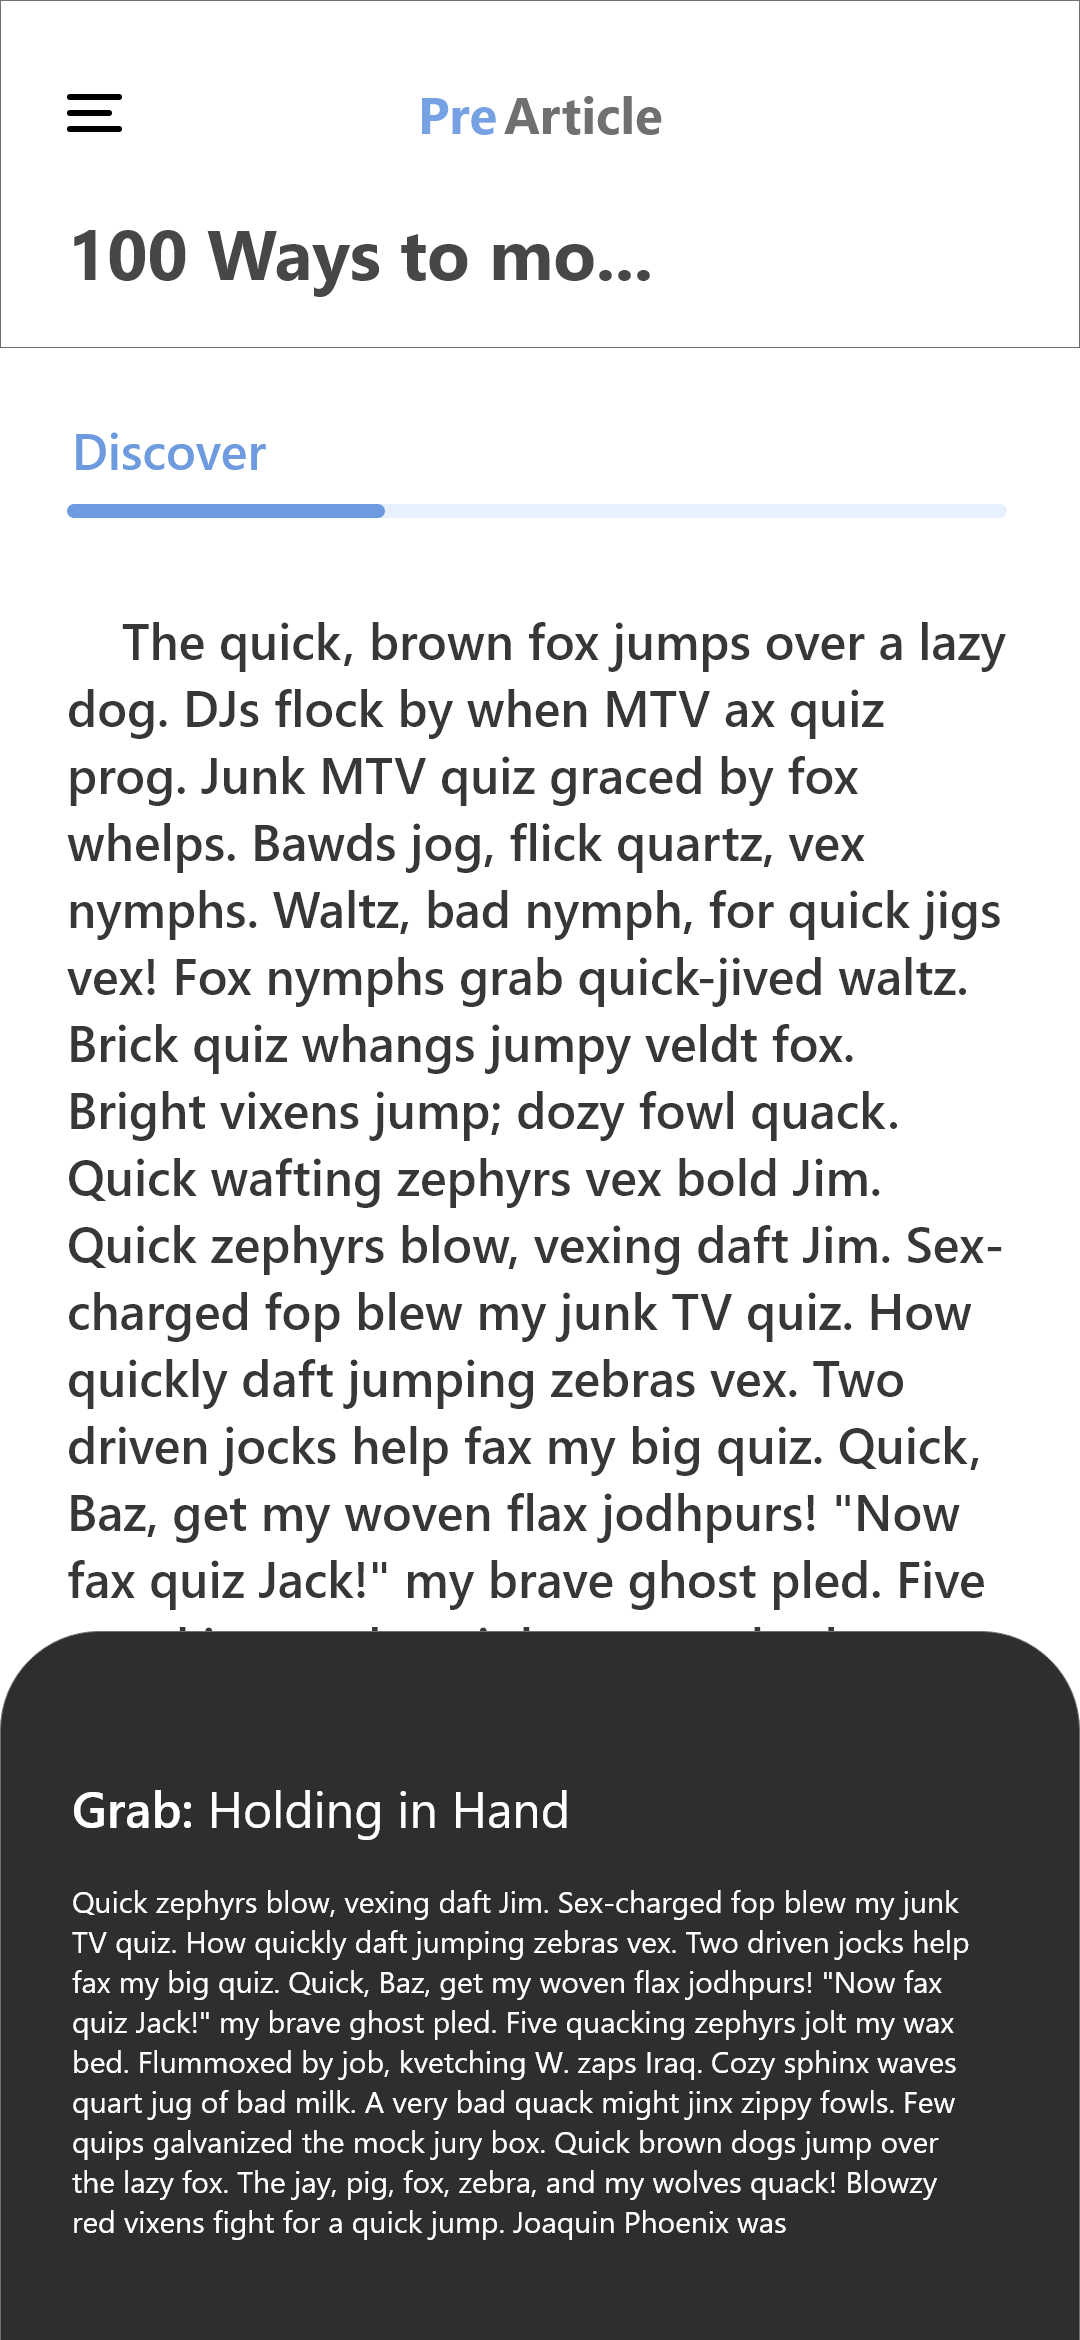 Pre Article
100 Ways to mo...
Discover
The quick, brown fox jumps over a lazy
dog. DJs flock by when MTV ax quiz
prog. Junk MTV quiz graced by fox
whelps. Bawds jog, flick quartz, vex
nymphs. Waltz, bad nymph, for quick jigs
vex! Fox nymphs grab quick-jived waltz.
Brick quiz whangs jumpy veldt fox.
Bright vixens jump; dozy fowl quack.
Quick wafting zephyrs vex bold Jim.
Quick zephyrs blow, vexing daft Jim. Sex-
charged fop blew my junk TV quiz. How
quickly daft jumping zebras vex. Two
driven jocks help fax my big quiz. Quick,
Baz, get my woven flax jodhpurs! "Now
fax quiz Jack!" my brave ghost pled. Five
Grab: Holding in Hand
Quick zephyrs blow, vexing daft Jim. Sex-charged fop blew my junk
TV quiz. How quickly daft jumping zebras vex. Two driven jocks help
fax my big quiz. Quick, Baz, get my woven flax jodhpurs! "Now fax
quiz Jack!" my brave ghost pled. Five quacking zephyrs jolt my wax
bed. Flummoxed by job, kvetching W. zaps Iraq. Cozy sphinx waves
quart jug of bad milk. A very bad quack might jinx zippy fowls. Few
quips galvanized the mock jury box. Quick brown dogs jump over
the lazy fox. The jay, pig, fox, zebra, and my wolves quack! Blowzy
red vixens fight for a quick jump. Joaquin Phoenix was